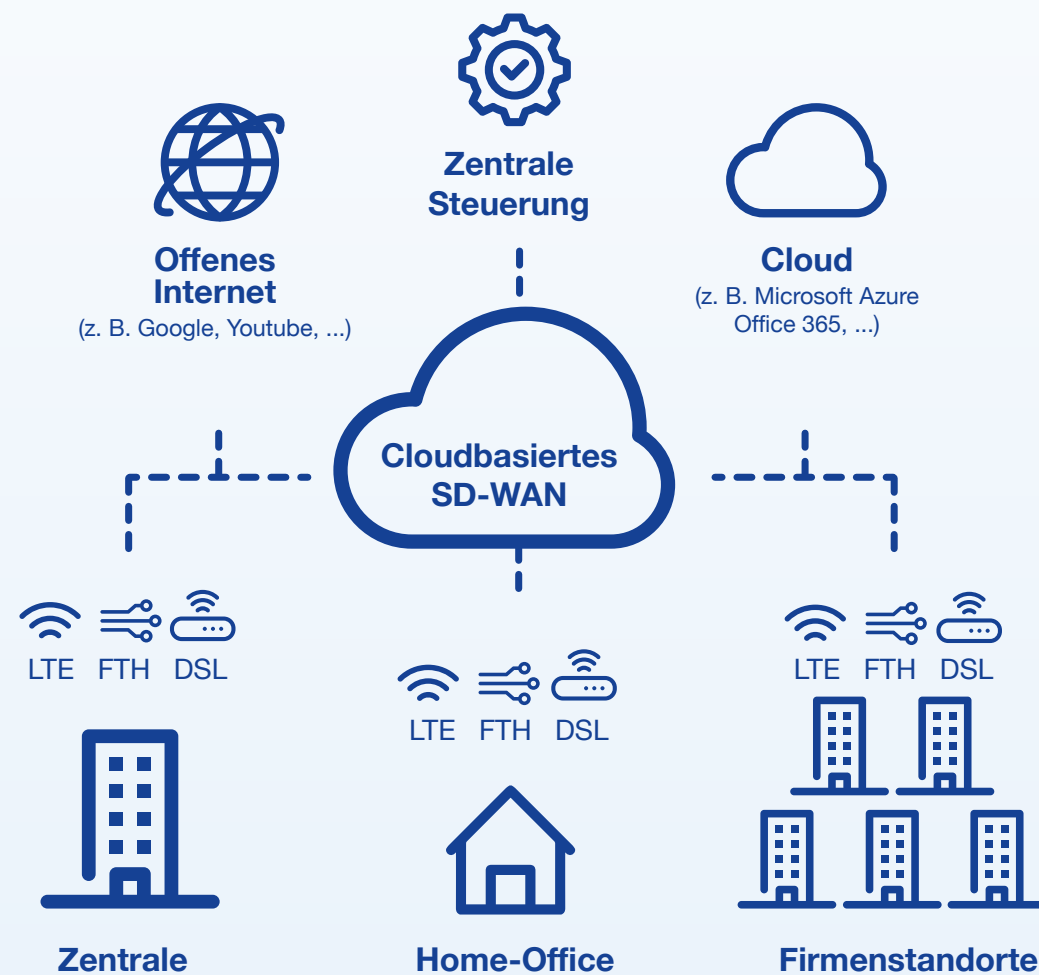 Zentrale
Steuerung
Offenes
Internet
(z. B. Google, Youtube, ...)
Cloud
(z. B. Microsoft Azure
Office 365, ...)
Cloudbasiertes
SD-WAN
LTE FTH DSL
LTE FTH DSL
LTE FTH DSL
Zentrale
Home-Office
Firmenstandorte